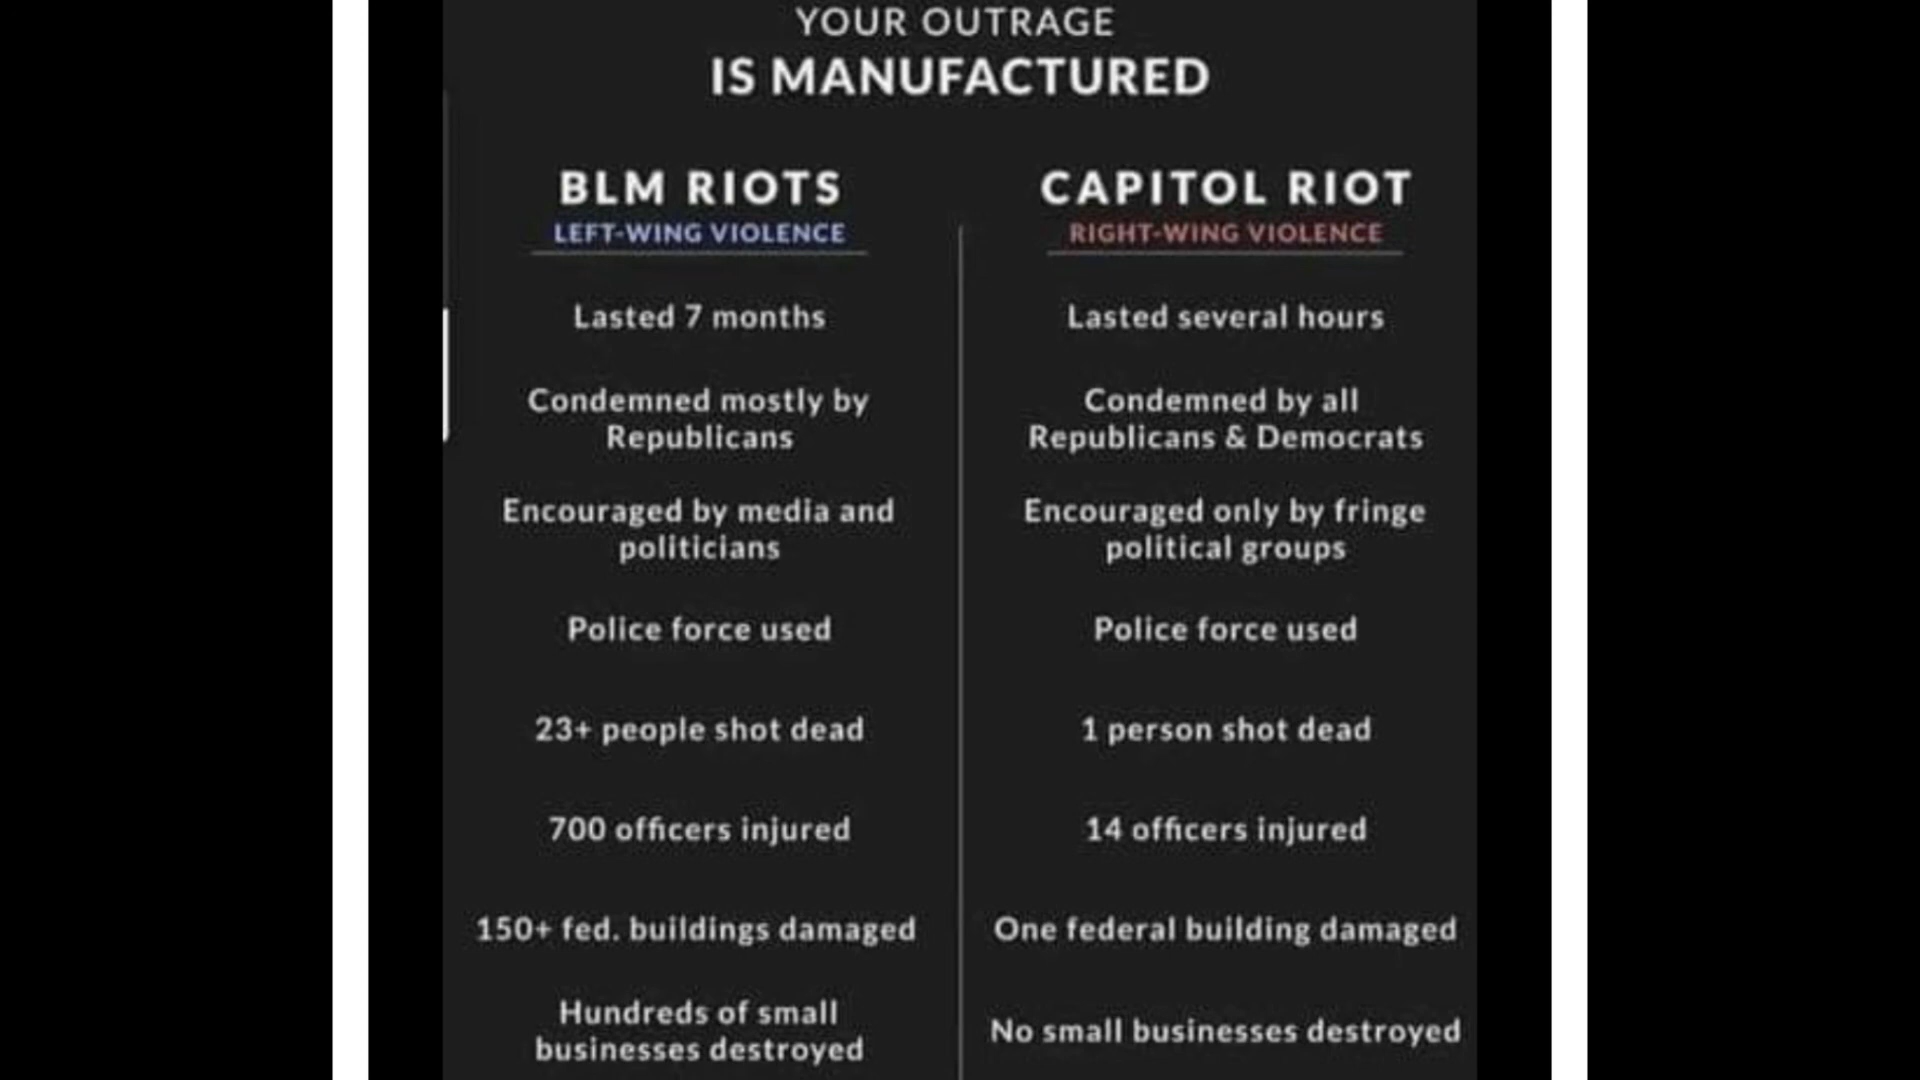 YOUR OUTRAGE
IS MANUFACTURED
BLM RIOTS
LEFT-WING VIOLENCE
Lasted 7 months
Condemned mostly by
Republicans
Encouraged by media and
politicians
Police force used
23+ people shot dead
700 officers injured
150+ fed. buildings damaged
Hundreds of small
businesses destroyed
CAPITOL RIOT
RIGHT-WING VIOLENCE
Lasted several hours
Condemned by all
Republicans & Democrats
Encouraged only by fringe
political groups
Police force used
1 person shot dead
14 officers injured
One federal building damaged
No small businesses destroyed